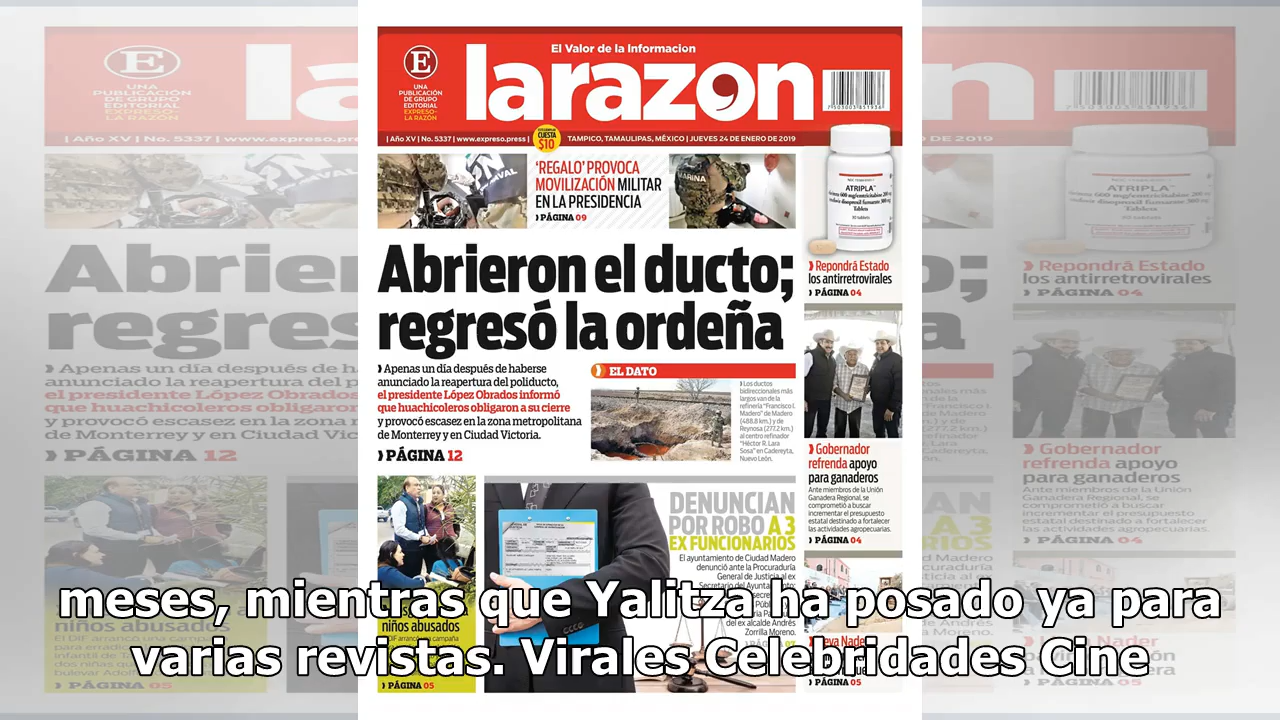 El Valor de la Informacion
E
UNA
PUBLICACIÓN
DE GRUPO
EDITORIAL
EXPRESO-
LA RAZÓN
larazon
7503003851936
| Año XV | No. 5337 | www.expreso.press |
CUESTA
$10
TAMPICO, TAMAULIPAS, MÉXICO | JUEVES 24 DE ENERO DE 2019
'REGALO' PROVOCA
MOVILIZACIÓN MILITAR
EN LA PRESIDENCIA
PÁGINA 09
MARINA
ATRIPLA
Repondrá Estado
los antirretrovirales
PÁGINA 04
Abrieron el ducto;
regresó la ordeña
Apenas un día después de haberse
anunciado la reapertura del poliducto,
el presidente López Obrados informó
que huachicoleros obligaron a su cierre
y provocó escasez en la zona metropolitana
de Monterrey y en Ciudad Victoria.
PÁGINA 12
EL DATO
Los ductos
bidireccionales más
largos van de la
refinería "Francisco I.
Madero" de Madero
(488.8 km.) y de
Reynosa (277.2 km.)
al centro refinador
"Héctor R. Lara
Sosa" en Cadereyta,
Nuevo León.
Gobernador
refrenda apoyo
para ganaderos
Ante miembros de la Unión
Ganadera Regional, se
comprometió a buscar
incrementar el presupuesto
estatal destinado a fortalecer
las actividades agropecuarias.
PÁGINA 04
DENUNCIAN
POR ROBO A 3
EX FUNCIONARIOS
El ayuntamiento de Ciudad Madero
denunció ante la Procuraduría
General de Justicia al ex
Secretario del Ayuntamiento;
del ex alcalde Andrés
Zorrilla Moreno.
niños abusados
PÁGINA 05
PÁGINA 05
meses, mientras que Yalitza ha posado ya para
varias revistas. Virales Celebridades Cine